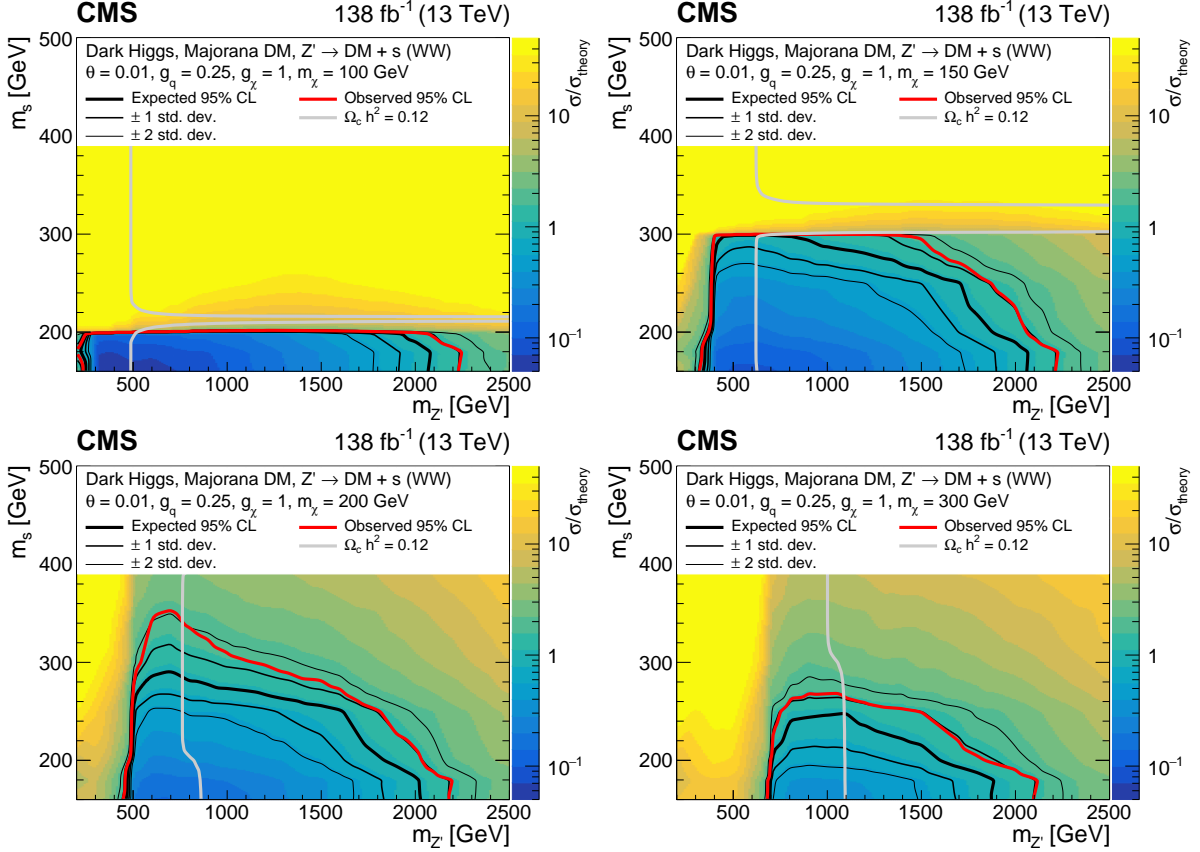 CMS 138 fb⁻¹ (13 TeV)
Dark Higgs, Majorana DM, Z' → DM + s (WW)
θ = 0.01, g_q = 0.25, g_χ = 1, m_χ = 100 GeV
Expected 95% CL Observed 95% CL
± 1 std. dev. Ω_c h² = 0.12
± 2 std. dev.
m_s [GeV]
500
400
300
200
500 1000 1500 2000 2500
m_Z' [GeV]
σ/σ_theory
10
1
10⁻¹
CMS 138 fb⁻¹ (13 TeV)
Dark Higgs, Majorana DM, Z' → DM + s (WW)
θ = 0.01, g_q = 0.25, g_χ = 1, m_χ = 150 GeV
Expected 95% CL Observed 95% CL
± 1 std. dev. Ω_c h² = 0.12
± 2 std. dev.
m_s [GeV]
500
400
300
200
500 1000 1500 2000 2500
m_Z' [GeV]
σ/σ_theory
10
1
10⁻¹
CMS 138 fb⁻¹ (13 TeV)
Dark Higgs, Majorana DM, Z' → DM + s (WW)
θ = 0.01, g_q = 0.25, g_χ = 1, m_χ = 200 GeV
Expected 95% CL Observed 95% CL
± 1 std. dev. Ω_c h² = 0.12
± 2 std. dev.
m_s [GeV]
500
400
300
200
500 1000 1500 2000 2500
m_Z' [GeV]
σ/σ_theory
10
1
10⁻¹
CMS 138 fb⁻¹ (13 TeV)
Dark Higgs, Majorana DM, Z' → DM + s (WW)
θ = 0.01, g_q = 0.25, g_χ = 1, m_χ = 300 GeV
Expected 95% CL Observed 95% CL
± 1 std. dev. Ω_c h² = 0.12
± 2 std. dev.
m_s [GeV]
500
400
300
200
500 1000 1500 2000 2500
m_Z' [GeV]
σ/σ_theory
10
1
10⁻¹